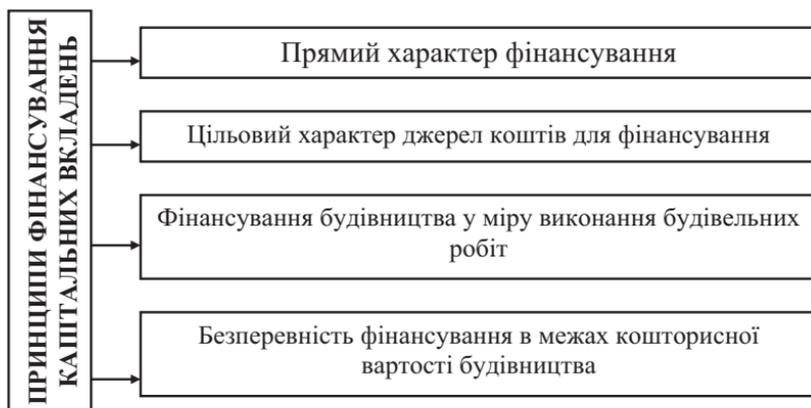 ПРИНЦИПИ ФІНАНСУВАННЯ
КАШТАЛЬНИХ ВКЛАДЕНЬ
Прямий характер фінансування
Цільовий характер джерел коштів для фінансування
Фінансування будівництва у міру виконання будівельних
робіт
Безперевність фінансування в межах кошторисної
вартості будівництва